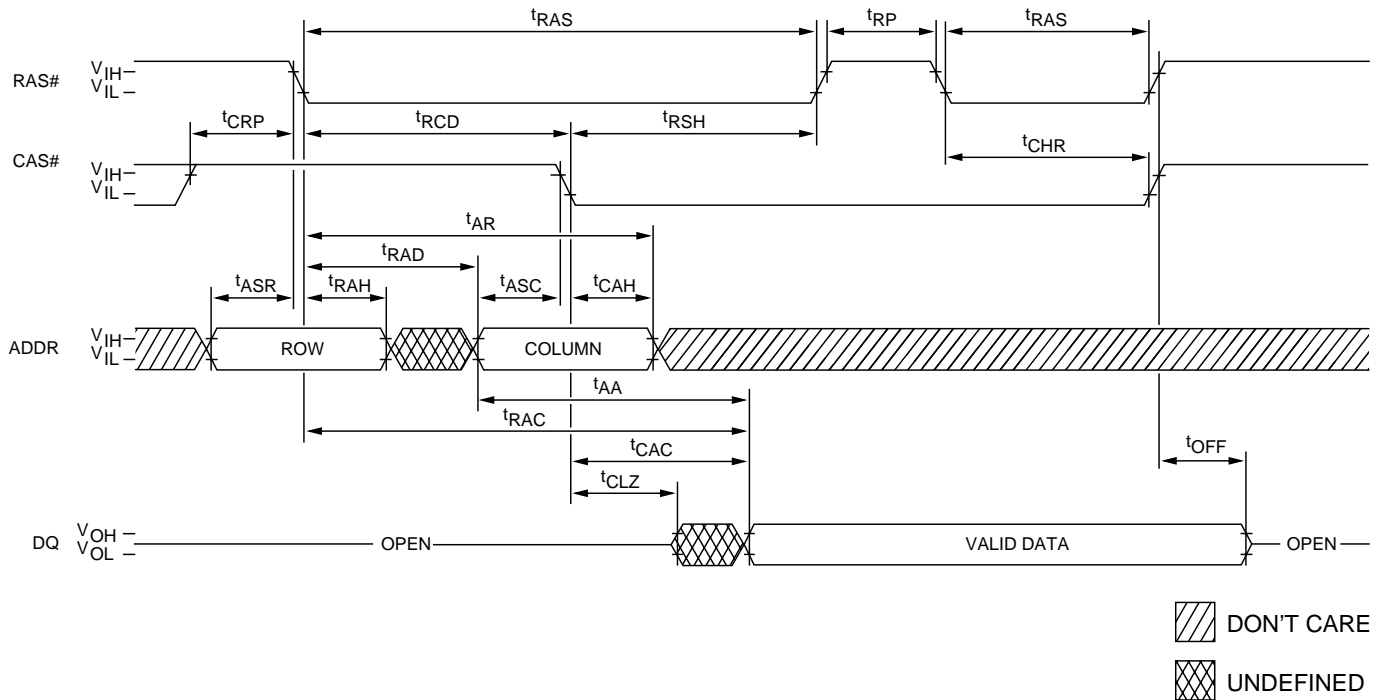 tRAS tRP tRAS
RAS# VIH
VIL
tCRP tRCD tRSH
CAS# tCHR
VIH
VIL
tAR
tRAD
tASR tRAH tASC tCAH
ADDR VIH
VIL
ROW COLUMN
tAA
tRAC
tCAC tOFF
tCLZ
DQ VOH
VOL
OPEN VALID DATA OPEN
DON'T CARE
UNDEFINED